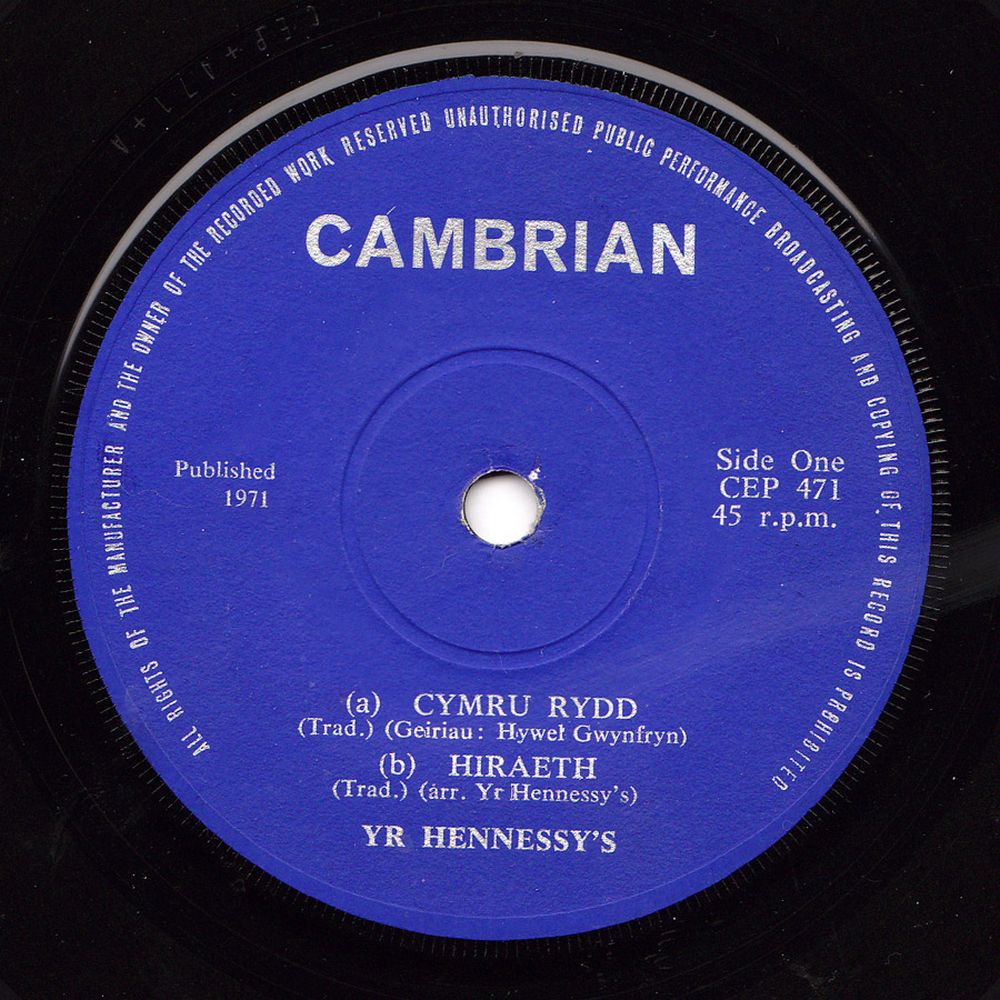 ALL RIGHTS OF THE MANUFACTURER AND THE OWNER OF THE RECORDED WORK RESERVED UNAUTHORISED PUBLIC PERFORMANCE BROADCASTING AND COPYING OF THIS RECORD IS PROHIBITED
CAMBRIAN
Published
1971
Side One
CEP 471
45 r.p.m.
(a) CYMRU RYDD
(Trad.) (Geiriau: Hywel Gwynfryn)
(b) HIRAETH
(Trad.) (arr. Yr Hennessy's)
YR HENNESSY'S